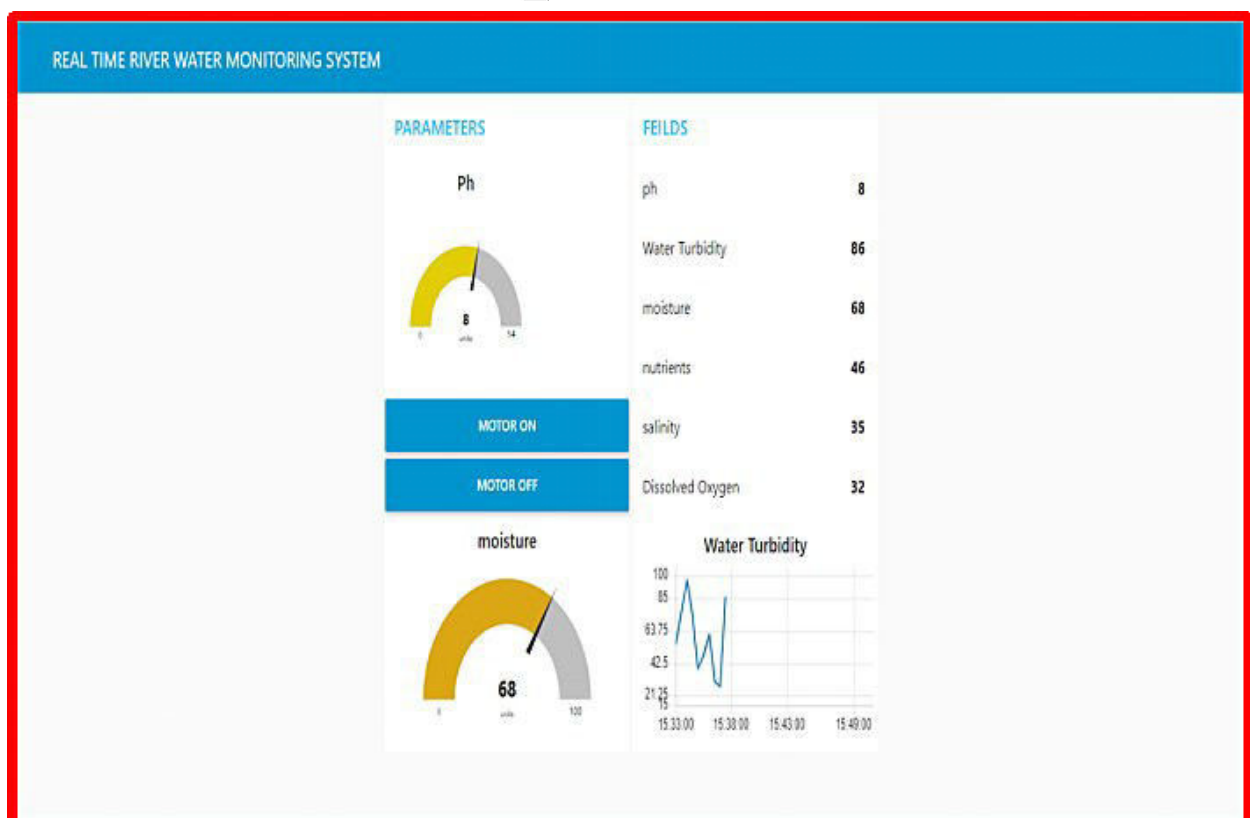 REAL TIME RIVER WATER MONITORING SYSTEM
PARAMETERS
Ph
8
units
0
14
MOTOR ON
MOTOR OFF
moisture
68
units
100
FEILDS
ph 8
Water Turbidity 86
moisture 68
nutrients 46
salinity 35
Dissolved Oxygen 32
Water Turbidity
100
85
63.75
42.5
21.25
15
15:33:00 15:38:00 15:43:00 15:49:00